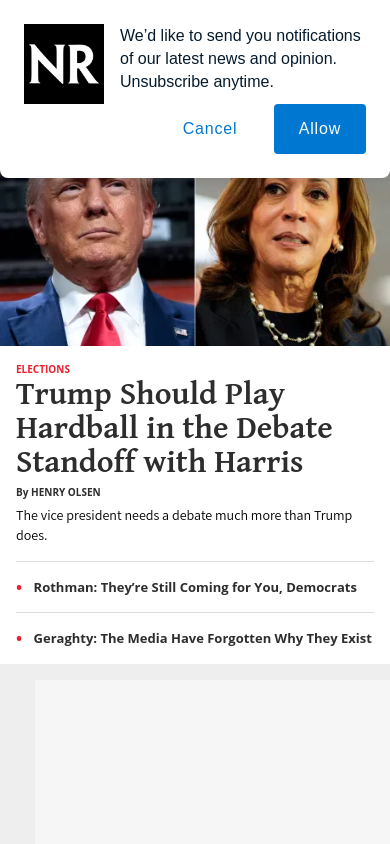 NR
We’d like to send you notifications
of our latest news and opinion.
Unsubscribe anytime.
Cancel
Allow
ELECTIONS
Trump Should Play
Hardball in the Debate
Standoff with Harris
By HENRY OLSEN
The vice president needs a debate much more than Trump
does.
• Rothman: They’re Still Coming for You, Democrats
• Geraghty: The Media Have Forgotten Why They Exist